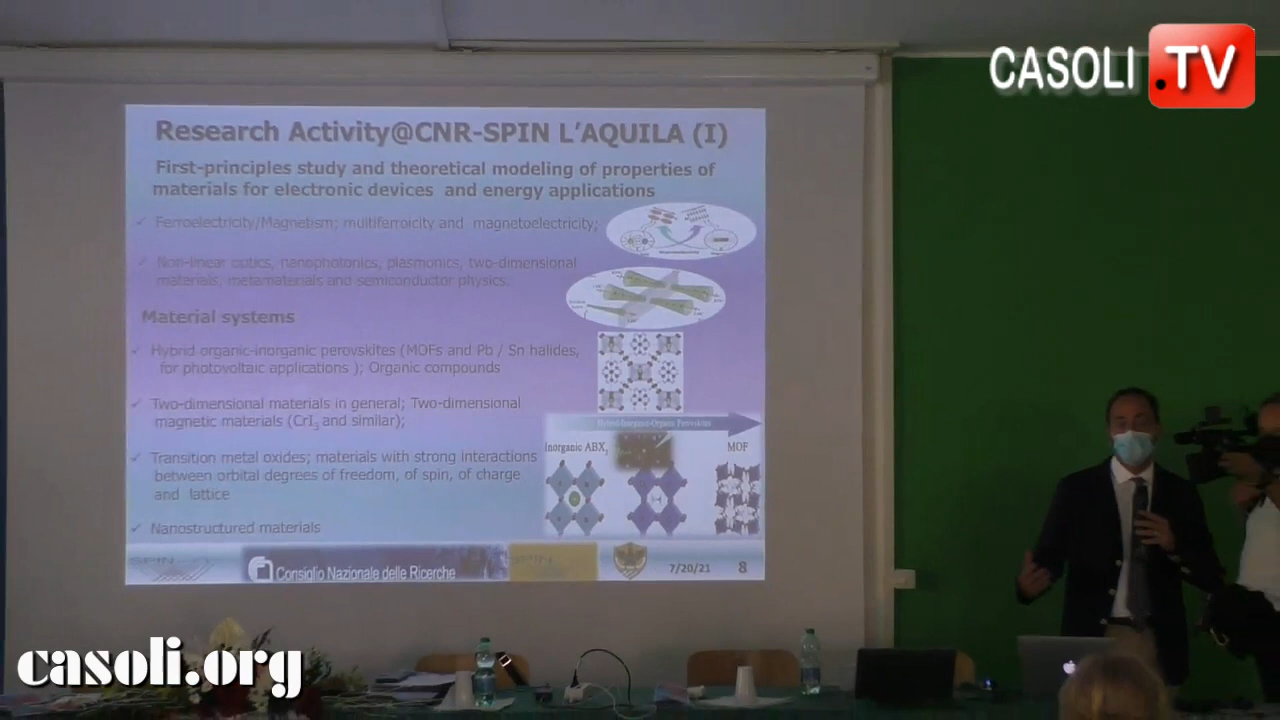 CASOLI.TV
Research Activity@CNR-SPIN L'AQUILA (I)
First-principles study and theoretical modeling of properties of
materials for electronic devices and energy applications
✓ Ferroelectricity/Magnetism; multiferroicity and magnetoelectricity;
✓ Non-linear optics, nanophotonics, plasmonics, two-dimensional
materials, metamaterials and semiconductor physics.
Material systems
✓ Hybrid organic-inorganic perovskites (MOFs and Pb / Sn halides,
for photovoltaic applications ); Organic compounds
✓ Two-dimensional materials in general; Two-dimensional
magnetic materials (CrI3 and similar);
✓ Transition metal oxides; materials with strong interactions
between orbital degrees of freedom, of spin, of charge
and lattice
✓ Nanostructured materials
Hybrid-Inorganic-Organic Perovskites
Inorganic ABX3
MOF
Consiglio Nazionale delle Ricerche
7/20/21
8
casoli.org